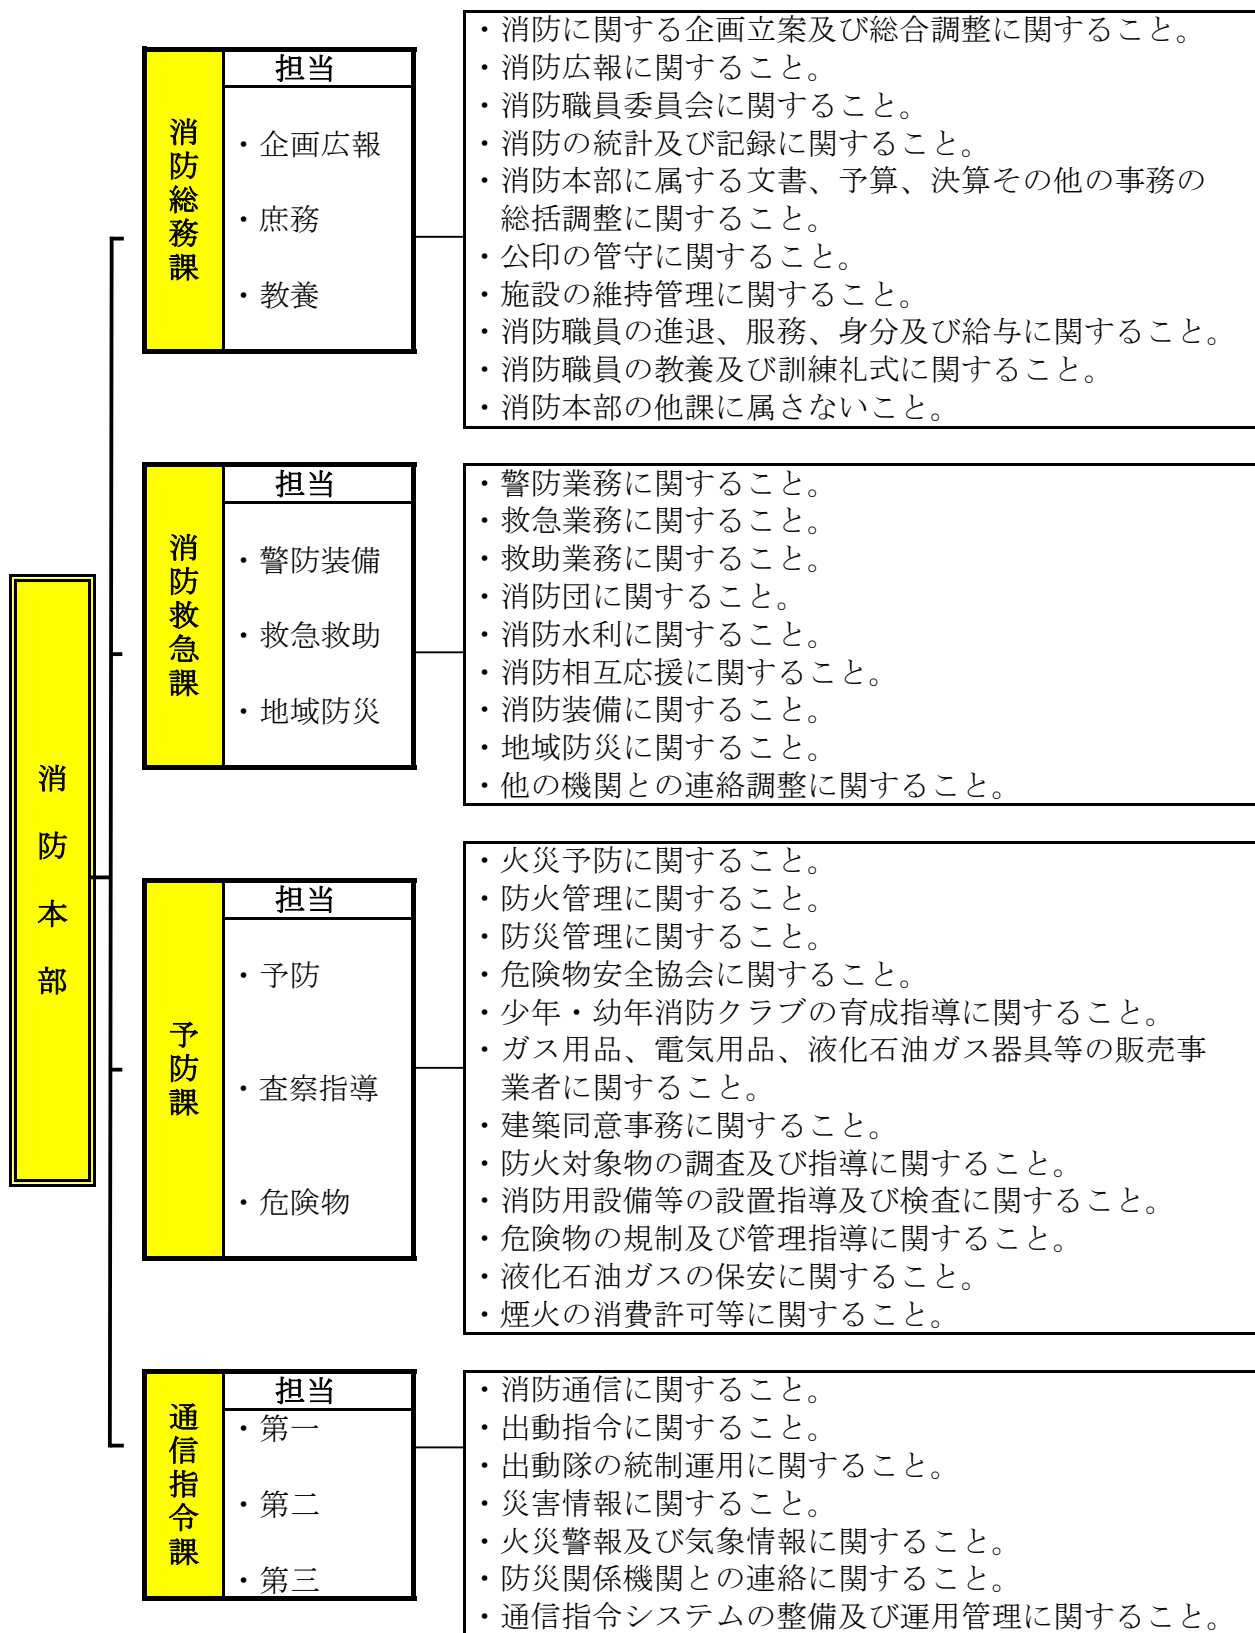 消防本部
消防総務課
担当
・企画広報
・庶務
・教養
・消防に関する企画立案及び総合調整に関すること。
・消防広報に関すること。
・消防職員委員会に関すること。
・消防の統計及び記録に関すること。
・消防本部に属する文書、予算、決算その他の事務の
総括調整に関すること。
・公印の管守に関すること。
・施設の維持管理に関すること。
・消防職員の進退、服務、身分及び給与に関すること。
・消防職員の教養及び訓練礼式に関すること。
・消防本部の他課に属さないこと。
消防救急課
担当
・警防装備
・救急救助
・地域防災
・警防業務に関すること。
・救急業務に関すること。
・救助業務に関すること。
・消防団に関すること。
・消防水利に関すること。
・消防相互応援に関すること。
・消防装備に関すること。
・地域防災に関すること。
・他の機関との連絡調整に関すること。
予防課
担当
・予防
・査察指導
・危険物
・火災予防に関すること。
・防火管理に関すること。
・防災管理に関すること。
・危険物安全協会に関すること。
・少年・幼年消防クラブの育成指導に関すること。
・ガス用品、電気用品、液化石油ガス器具等の販売事
業者に関すること。
・建築同意事務に関すること。
・防火対象物の調査及び指導に関すること。
・消防用設備等の設置指導及び検査に関すること。
・危険物の規制及び管理指導に関すること。
・液化石油ガスの保安に関すること。
・煙火の消費許可等に関すること。
通信指令課
担当
・第一
・第二
・第三
・消防通信に関すること。
・出動指令に関すること。
・出動隊の統制運用に関すること。
・災害情報に関すること。
・火災警報及び気象情報に関すること。
・防災関係機関との連絡に関すること。
・通信指令システムの整備及び運用管理に関すること。